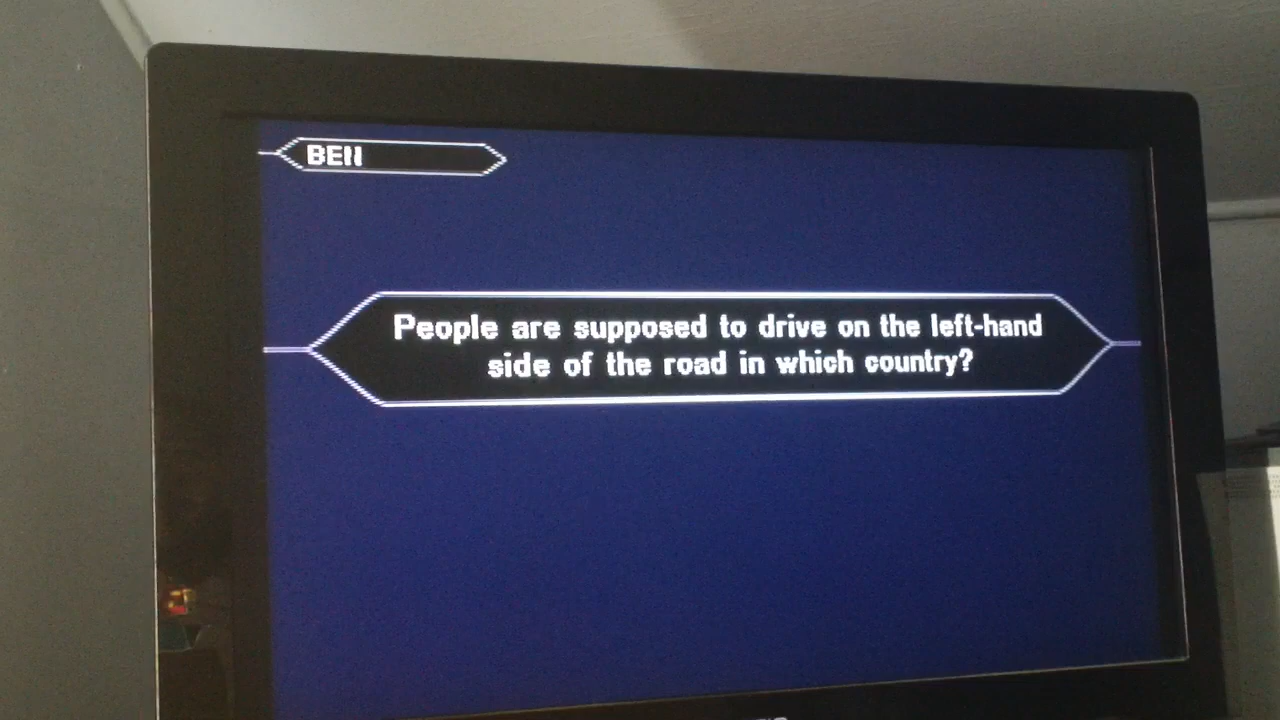 BEN
People are supposed to drive on the left-hand
side of the road in which country?